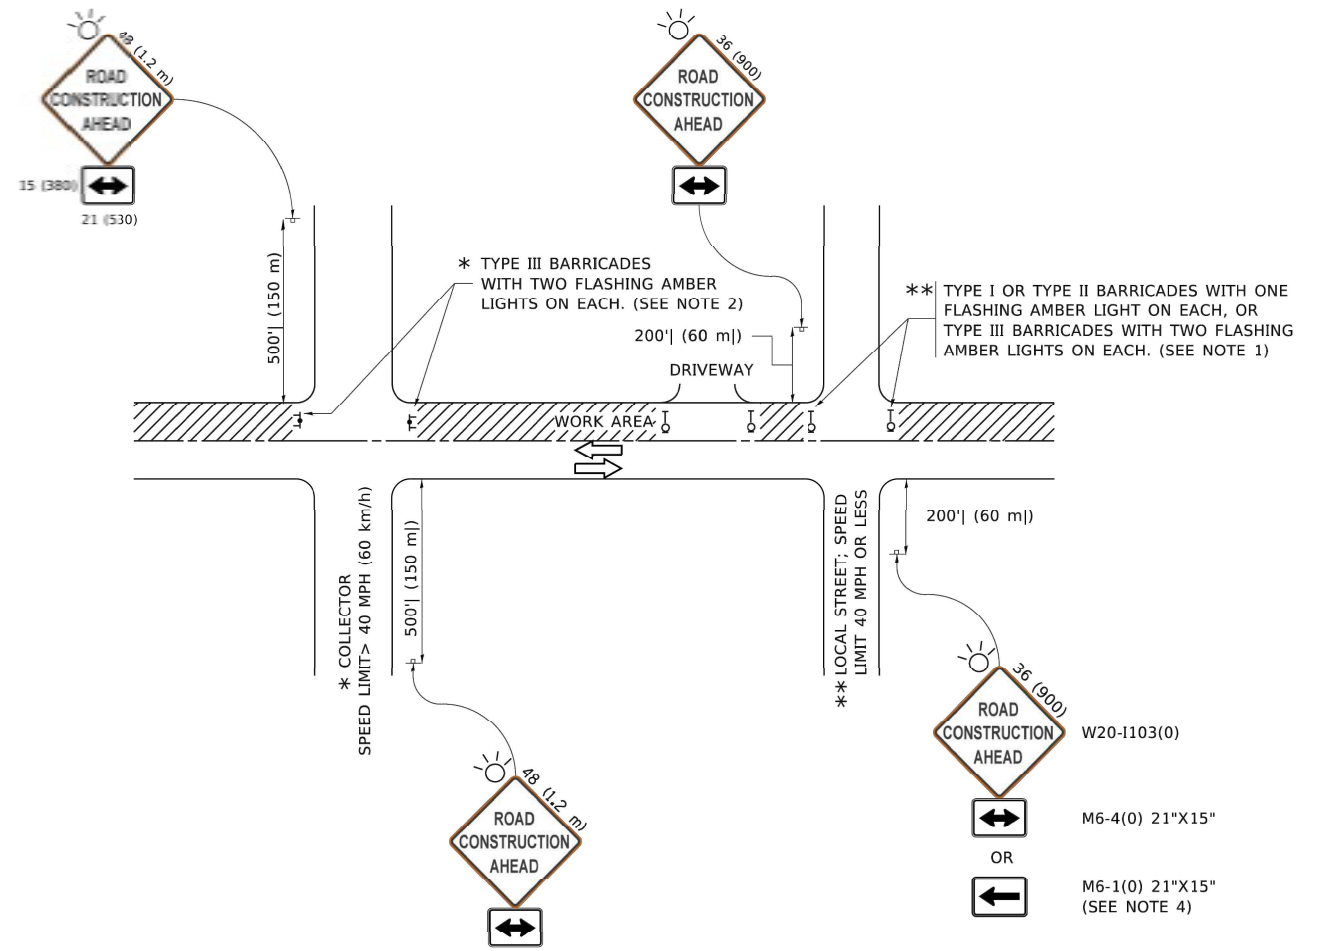 48 (1.2 m)
ROAD
CONSTRUCTION
AHEAD
15 (380)
21 (530)
36 (900)
ROAD
CONSTRUCTION
AHEAD
500'| (150 m)
* TYPE III BARRICADES
WITH TWO FLASHING AMBER
LIGHTS ON EACH. (SEE NOTE 2)
200'| (60 m|)
DRIVEWAY
** TYPE I OR TYPE II BARRICADES WITH ONE
FLASHING AMBER LIGHT ON EACH, OR
TYPE III BARRICADES WITH TWO FLASHING
AMBER LIGHTS ON EACH. (SEE NOTE 1)
WORK AREA
* COLLECTOR
SPEED LIMIT> 40 MPH (60 km/h)
500'| (150 m|)
** LOCAL STREET; SPEED
LIMIT 40 MPH OR LESS
200'| (60 m|)
48 (1.2 m)
ROAD
CONSTRUCTION
AHEAD
36 (900)
ROAD
CONSTRUCTION
AHEAD
W20-I103(0)
M6-4(0) 21"X15"
OR
M6-1(0) 21"X15"
(SEE NOTE 4)